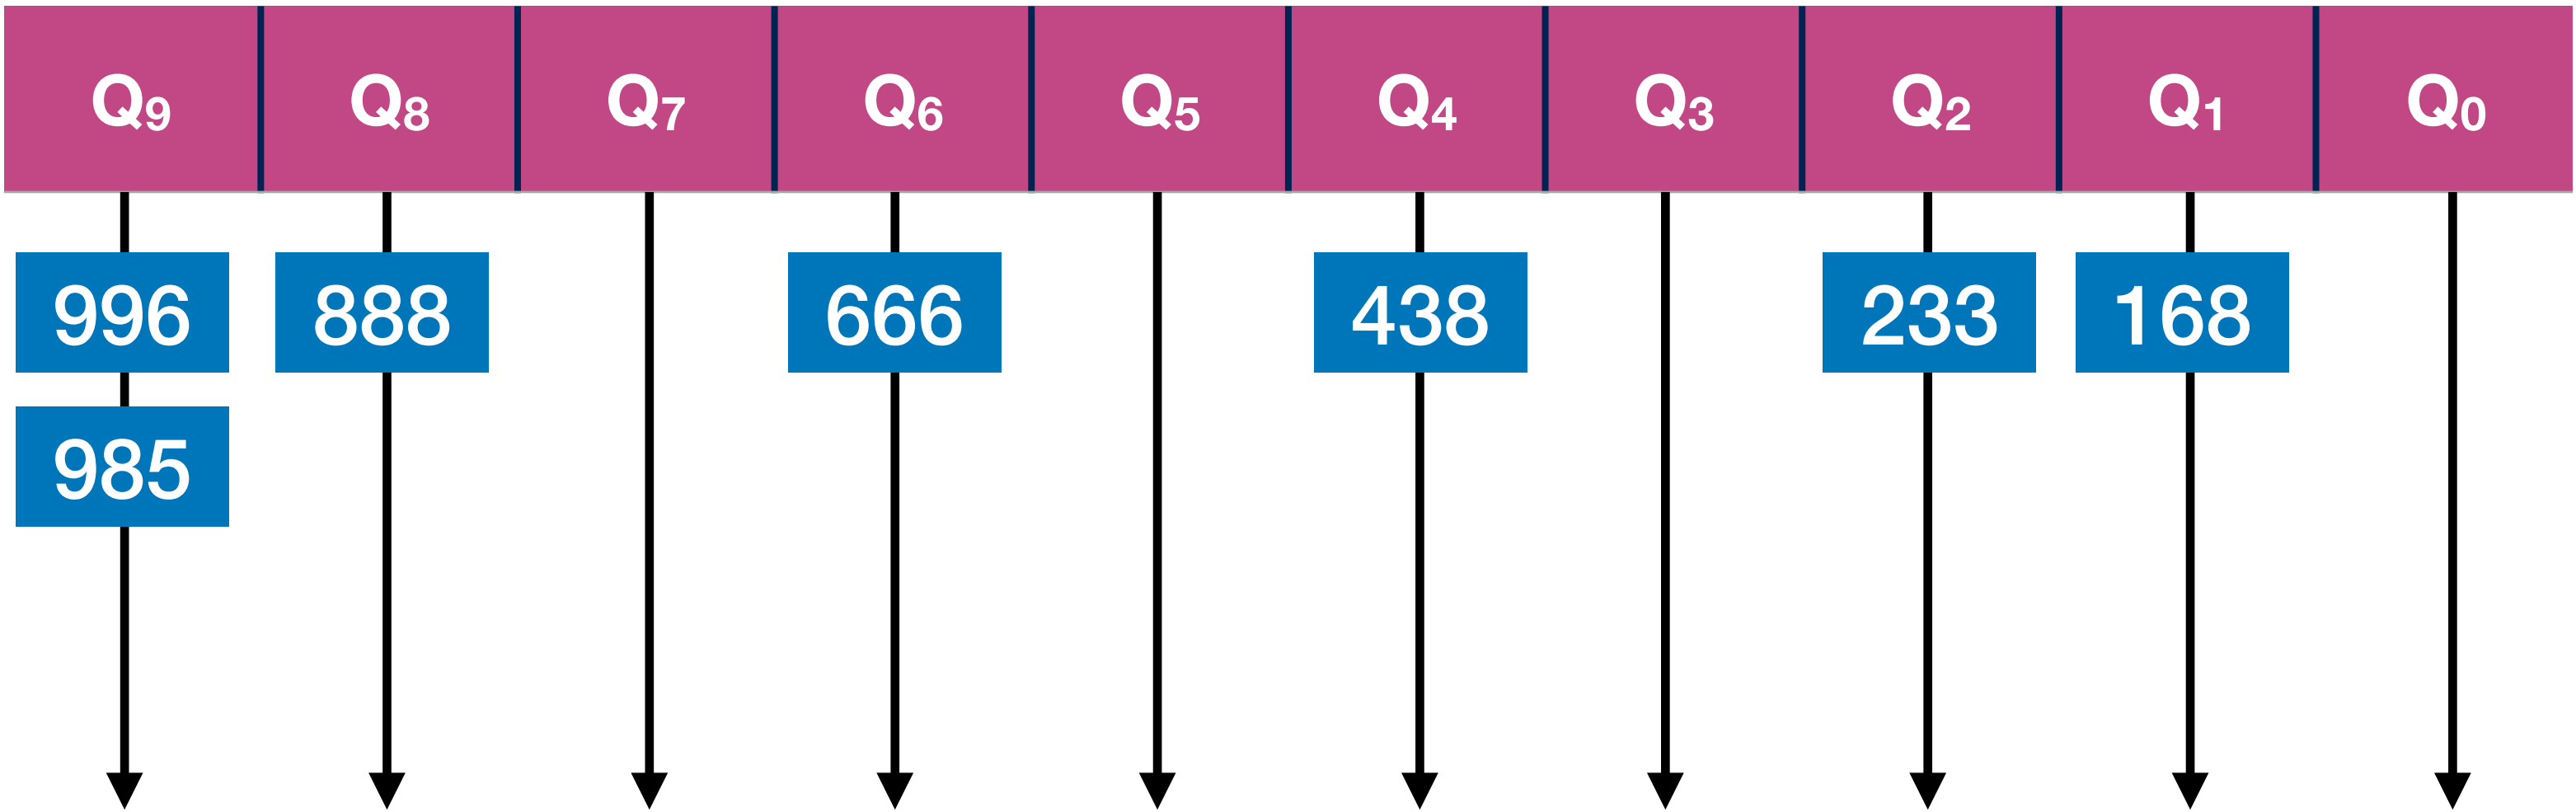 Q₉ Q₈ Q₇ Q₆ Q₅ Q₄ Q₃ Q₂ Q₁ Q₀
996 888 666 438 233 168
985